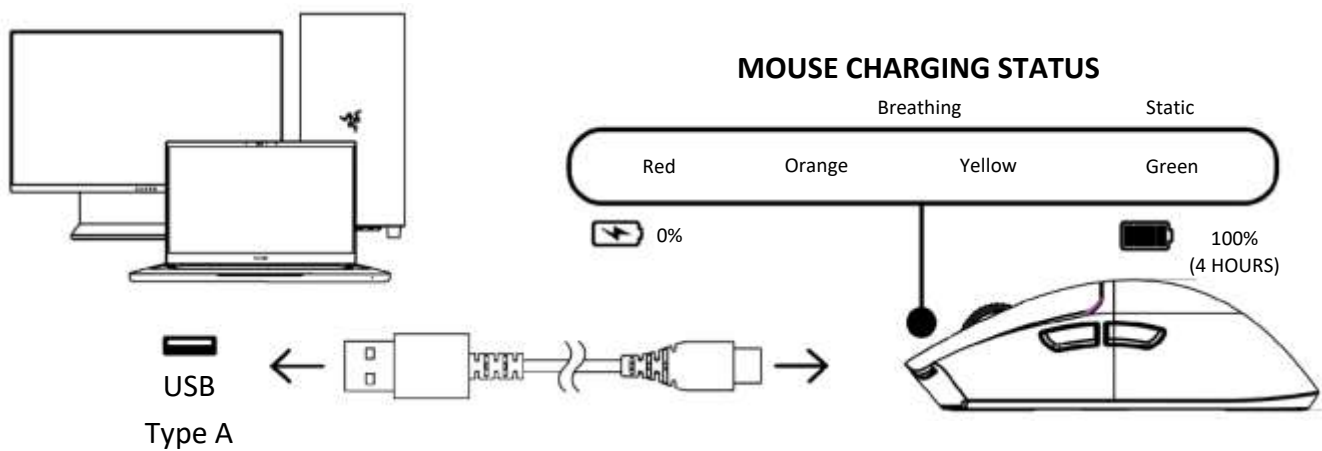 MOUSE CHARGING STATUS
Breathing Static
Red Orange Yellow Green
0%
100%
(4 HOURS)
USB
Type A